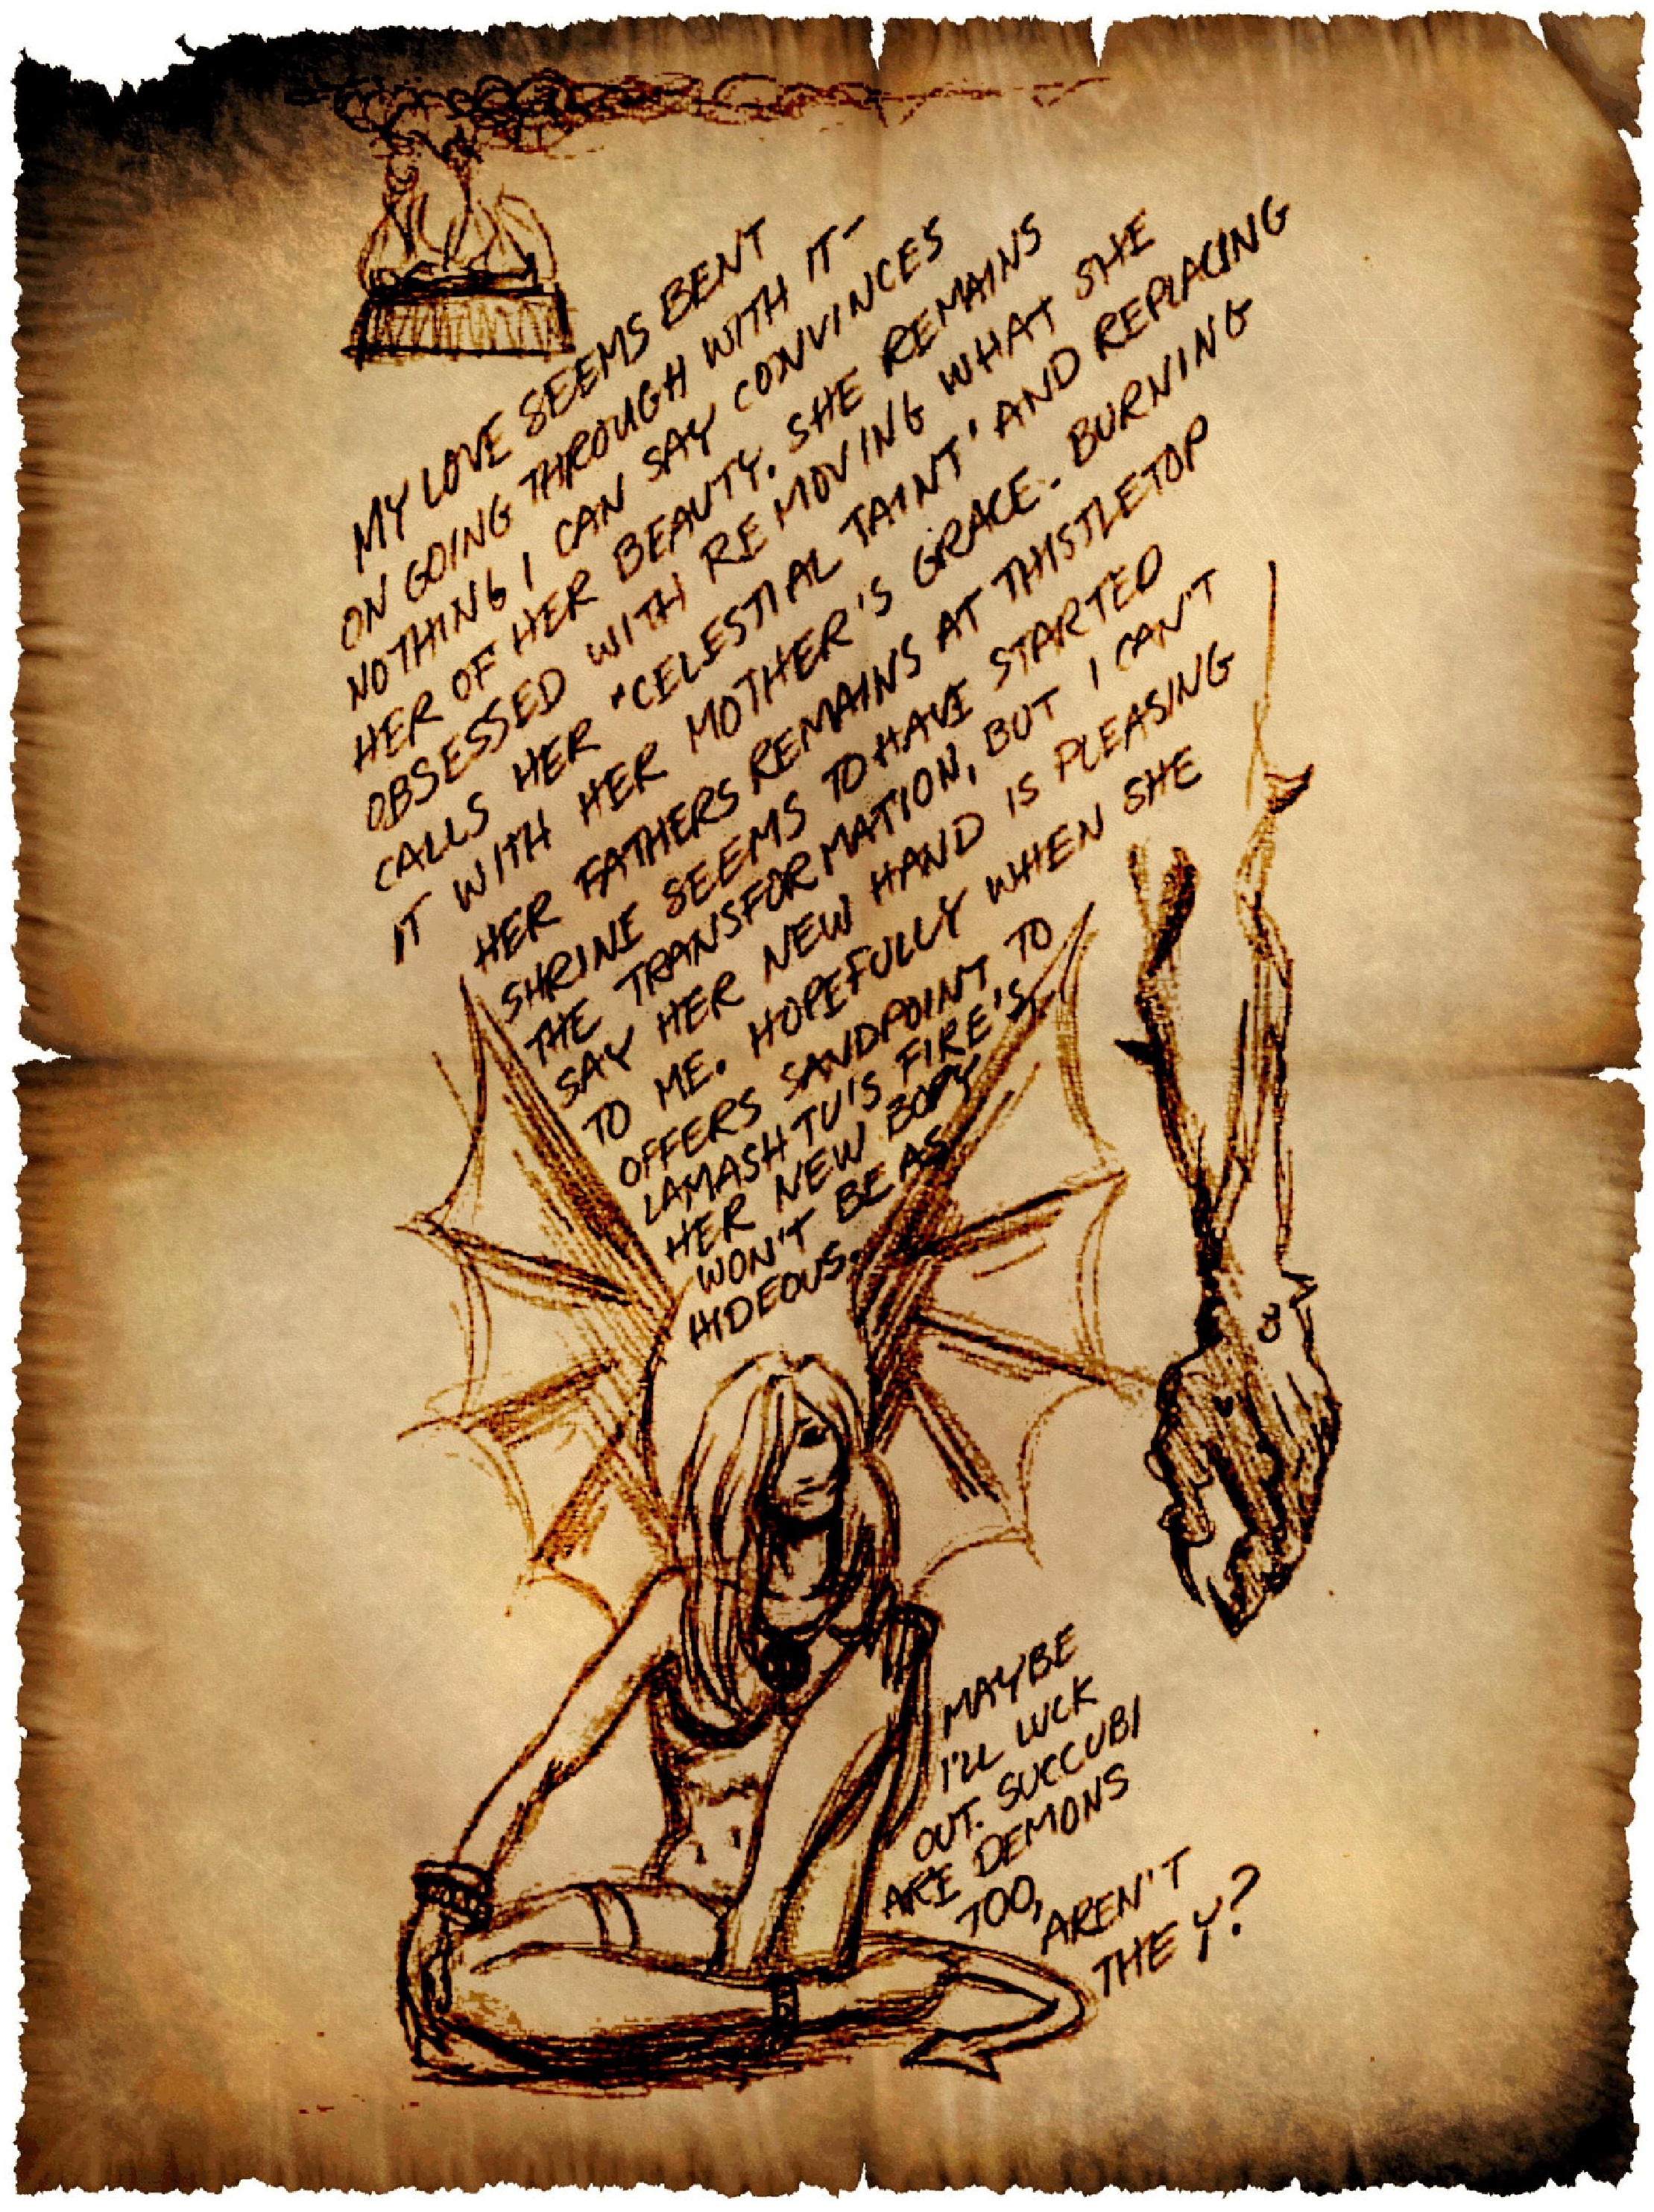 MY LOVE SEEMS BENT
ON GOING THROUGH WITH IT-
NOTHING I CAN SAY CONVINCES
HER OF HER BEAUTY. SHE REMAINS
OBSESSED WITH REMOVING WHAT SHE
CALLS HER "CELESTIAL TAINT" AND REPLACING
IT WITH HER MOTHER'S GRACE. BURNING
HER FATHERS REMAINS AT THISTLETOP
SHRINE SEEMS TO HAVE STARTED
THE TRANSFORMATION, BUT I CAN'T
SAY HER NEW HAND IS PLEASING
TO ME. HOPEFULLY WHEN SHE
OFFERS SANDPOINT TO
LAMASHTU'S FIRE'S
HER NEW BODY
WON'T BE AS
HIDEOUS.
MAYBE
I'LL LUCK
OUT. SUCCUBI
ARE DEMONS
TOO,
AREN'T
THEY?